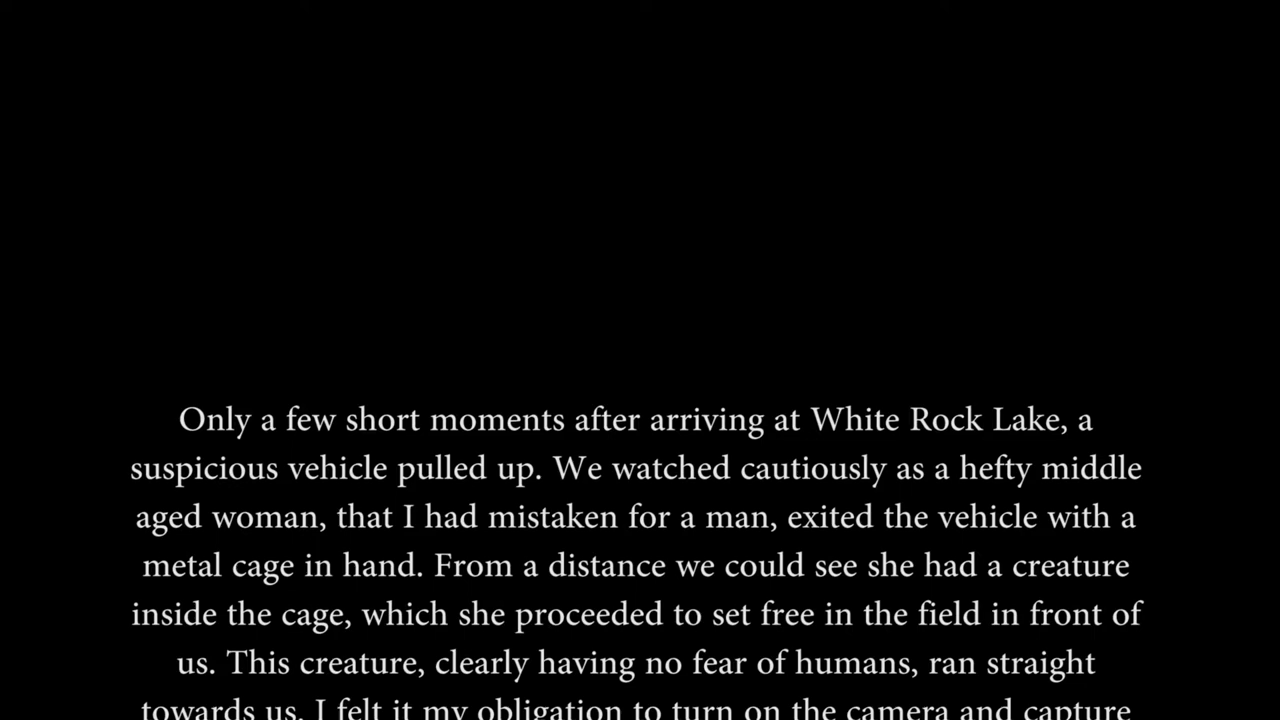 Only a few short moments after arriving at White Rock Lake, a
suspicious vehicle pulled up. We watched cautiously as a hefty middle
aged woman, that I had mistaken for a man, exited the vehicle with a
metal cage in hand. From a distance we could see she had a creature
inside the cage, which she proceeded to set free in the field in front of
us. This creature, clearly having no fear of humans, ran straight
towards us. I felt it my obligation to turn on the camera and capture